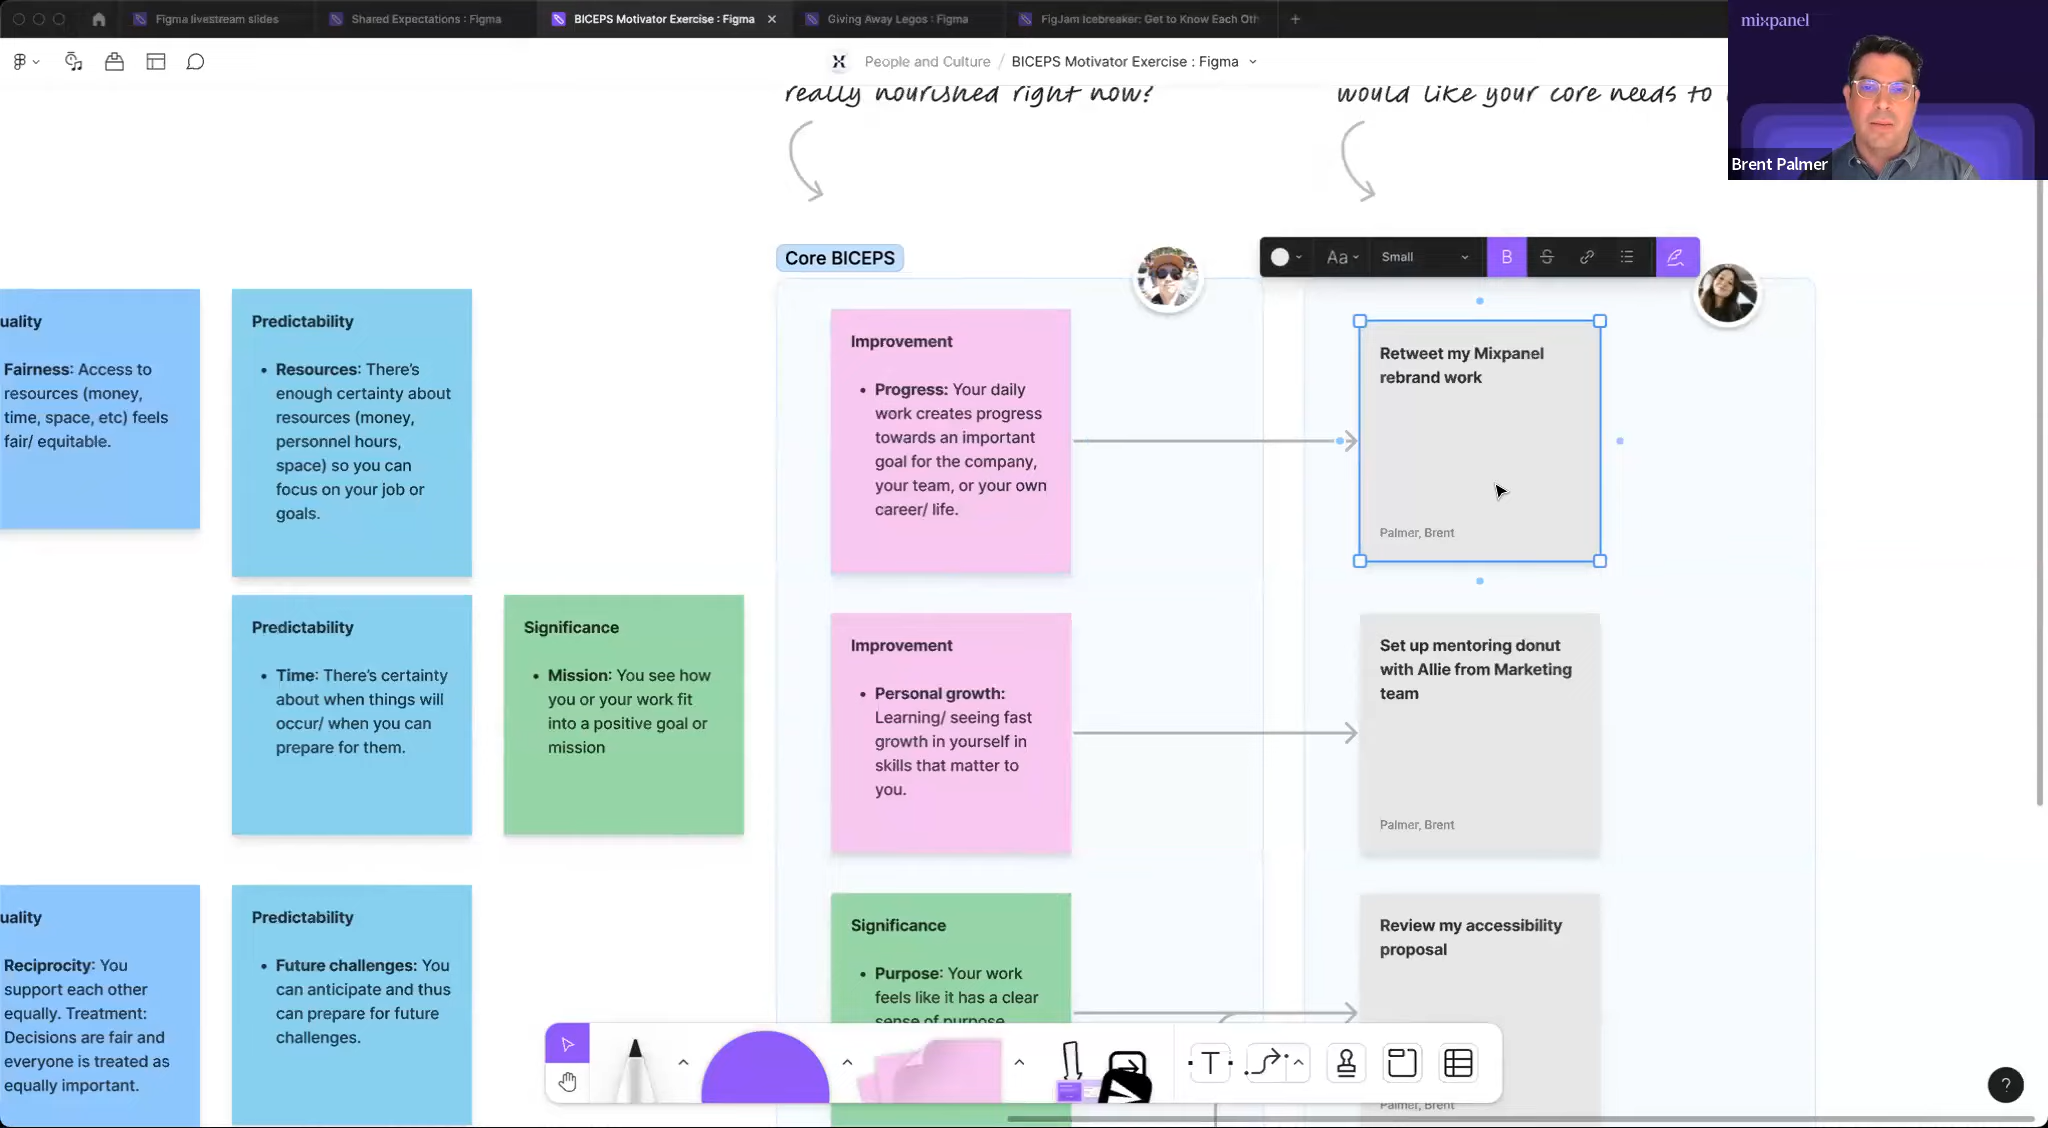 Figma livestream slides
Shared Expectations : Figma
BICEPS Motivator Exercise : Figma
Giving Away Legos : Figma
FigJam Icebreaker: Get to Know Each Oth
mixpanel
Brent Palmer
People and Culture / BICEPS Motivator Exercise : Figma
really nourished right now?
would like your core needs to
Core BICEPS
Aa
Small
B
S
uality
Fairness: Access to
resources (money,
time, space, etc) feels
fair/ equitable.
Predictability
• Resources: There's
enough certainty about
resources (money,
personnel hours,
space) so you can
focus on your job or
goals.
Improvement
• Progress: Your daily
work creates progress
towards an important
goal for the company,
your team, or your own
career/ life.
Retweet my Mixpanel
rebrand work
Palmer, Brent
Predictability
• Time: There's certainty
about when things will
occur/ when you can
prepare for them.
Significance
• Mission: You see how
you or your work fit
into a positive goal or
mission
Improvement
• Personal growth:
Learning/ seeing fast
growth in yourself in
skills that matter to
you.
Set up mentoring donut
with Allie from Marketing
team
Palmer, Brent
uality
Reciprocity: You
support each other
equally. Treatment:
Decisions are fair and
everyone is treated as
equally important.
Predictability
• Future challenges: You
can anticipate and thus
can prepare for future
challenges.
Significance
• Purpose: Your work
feels like it has a clear
sense of purpose
Review my accessibility
proposal
Palmer, Brent
T
?